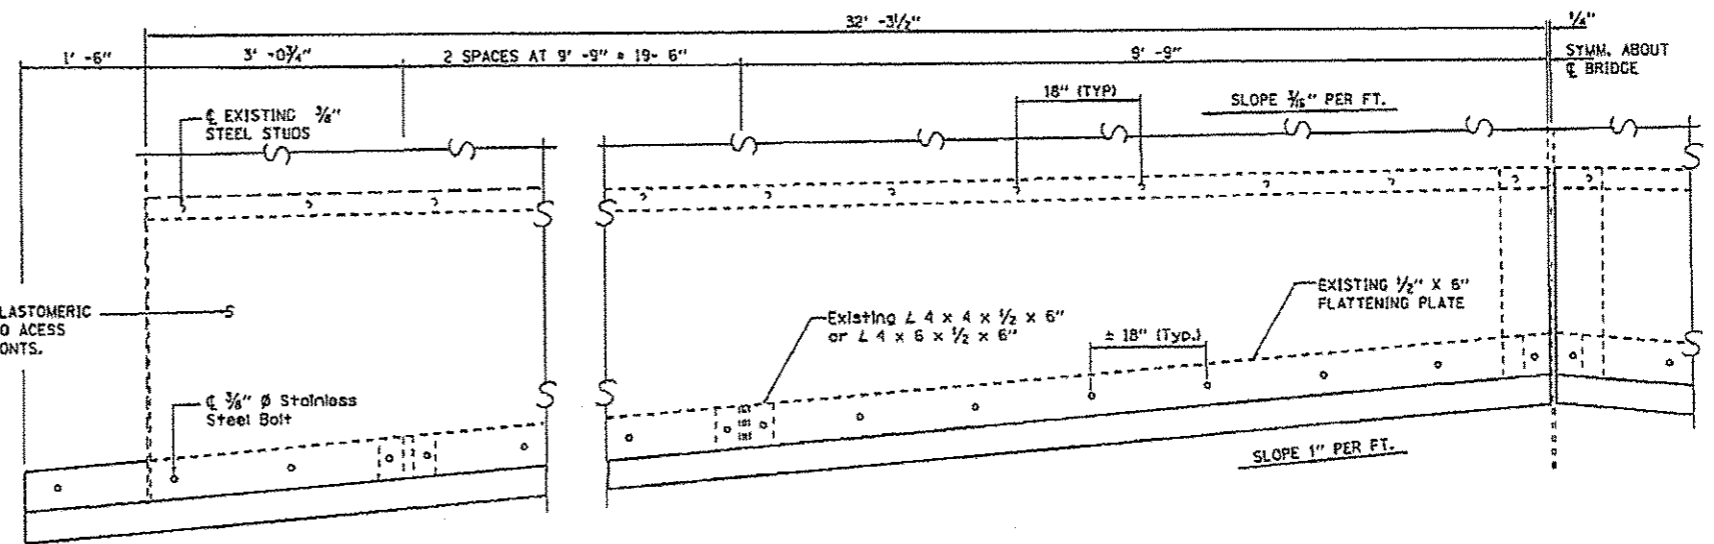 32' -3½"
¼"
1' -6"
3' -0¾"
2 SPACES AT 9' -9" = 19- 6"
9' -9"
SYMM. ABOUT
℄ BRIDGE
18" (TYP)
SLOPE 3/16" PER FT.
℄ EXISTING ⅜"
STEEL STUDS
LASTOMERIC
O ACESS
ONTS.
Existing ∠ 4 x 4 x ½ x 6"
or ∠ 4 x 6 x ½ x 6"
± 18" (Typ.)
EXISTING ½" X 6"
FLATTENING PLATE
℄ ⅜" Ø Stainless
Steel Bolt
SLOPE 1" PER FT.